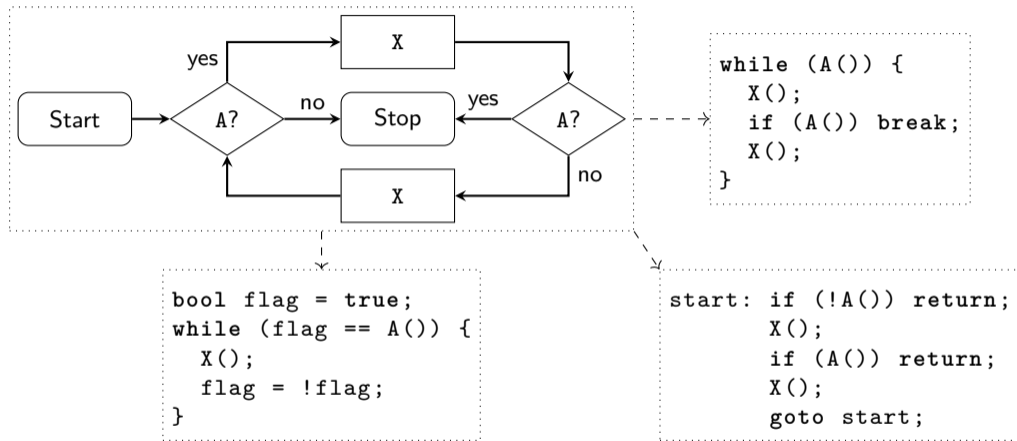 X
yes
Start
A?
no
Stop
yes
A?
no
X
while (A()) {
X();
if (A()) break;
X();
}
bool flag = true;
while (flag == A()) {
X();
flag = !flag;
}
start: if (!A()) return;
X();
if (A()) return;
X();
goto start;